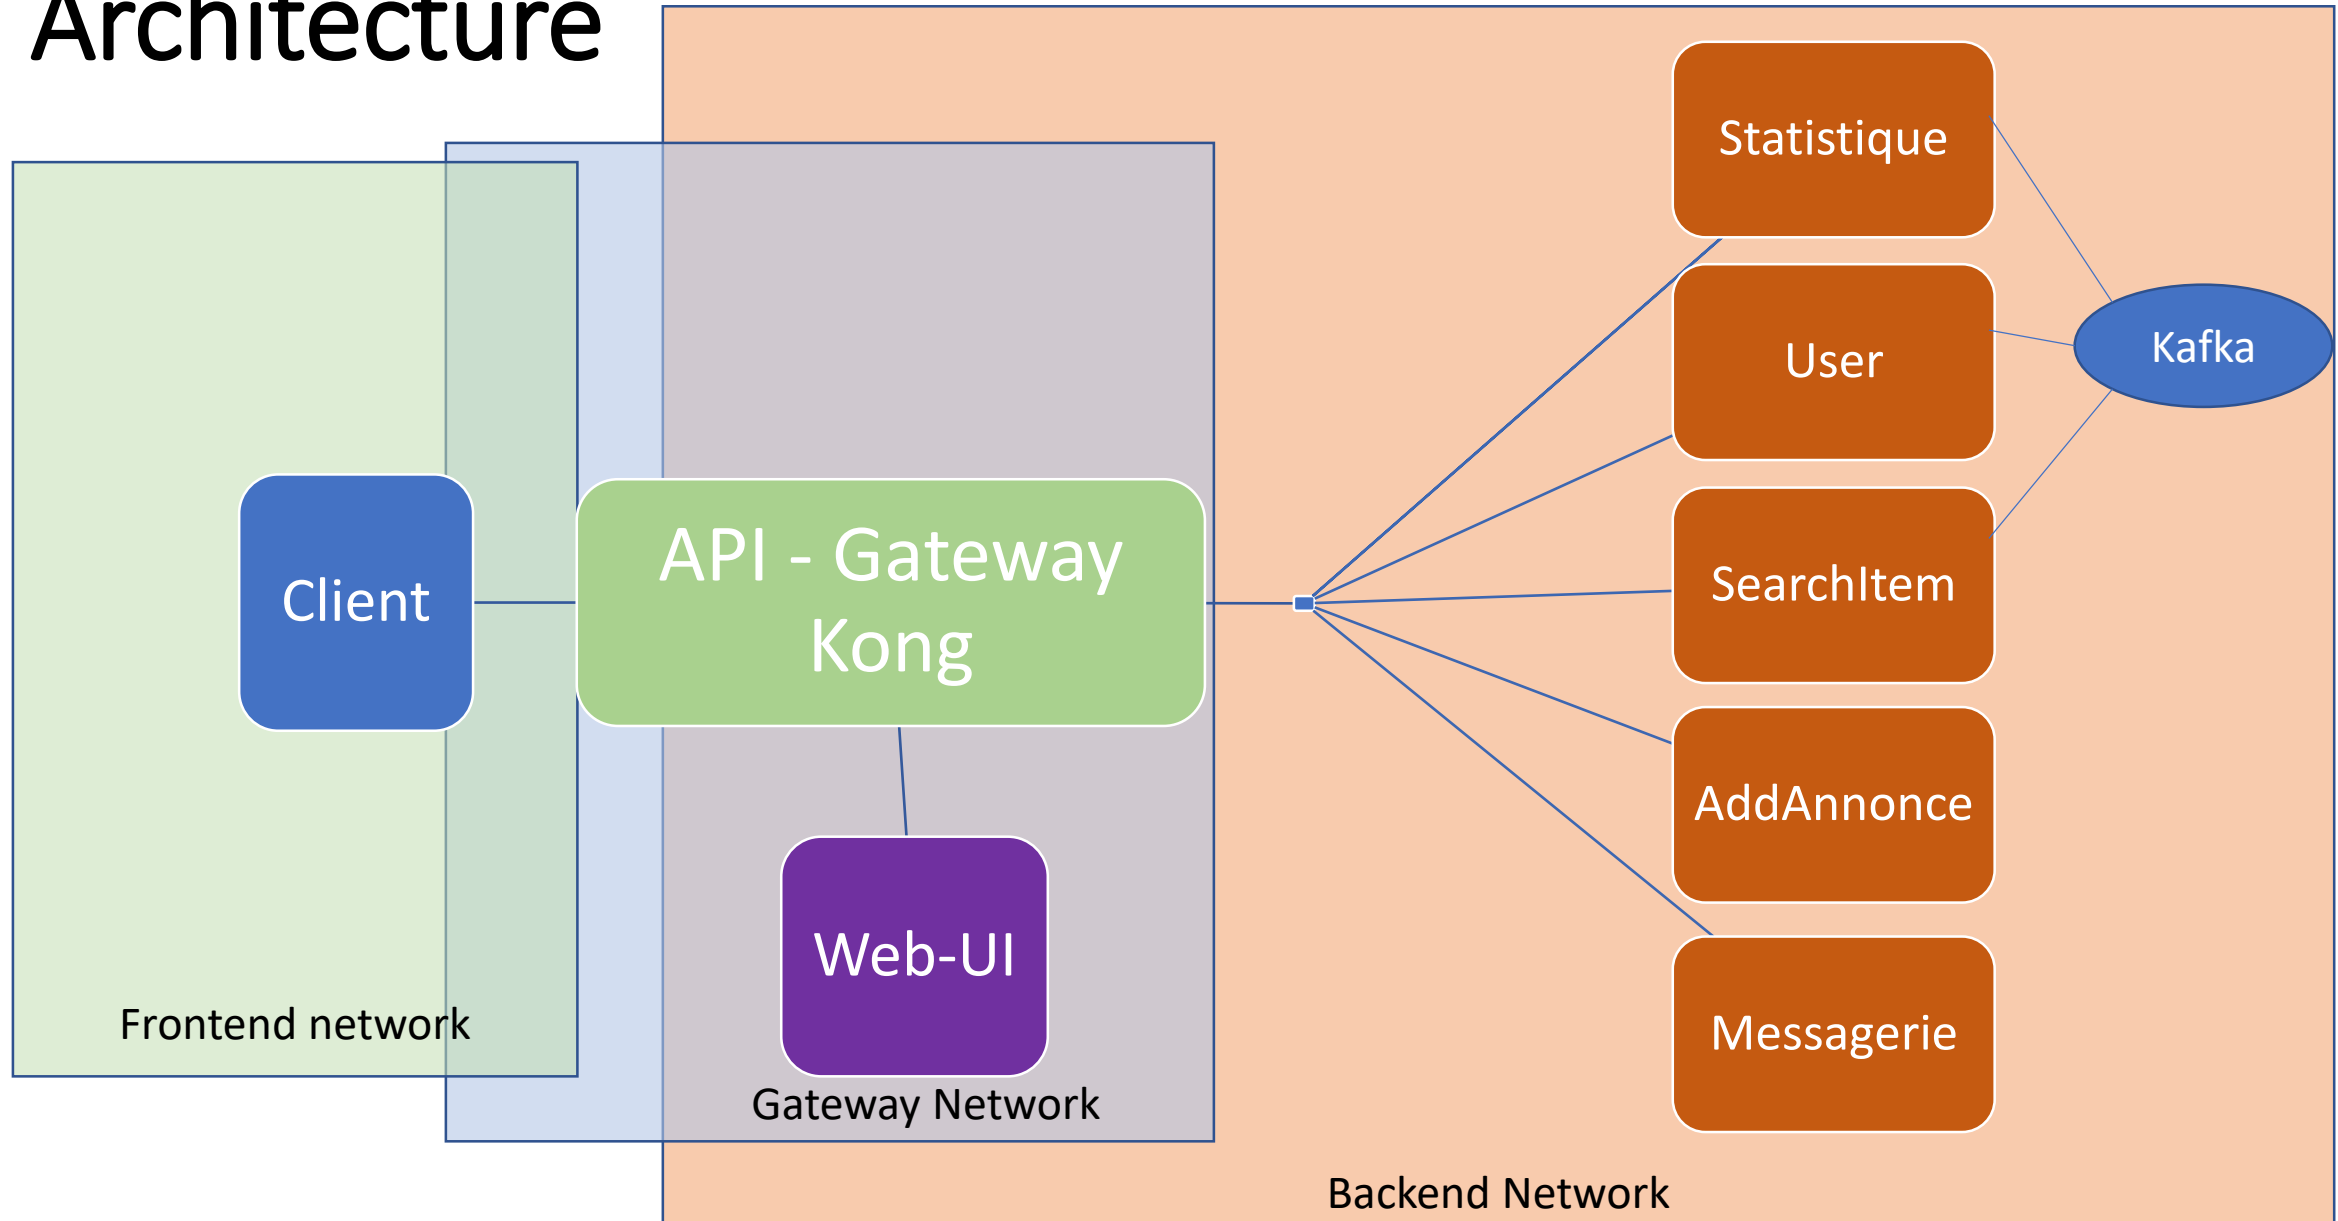 Architecture
Statistique
User
Kafka
Client
API - Gateway
Kong
SearchItem
AddAnnonce
Web-UI
Messagerie
Frontend network
Gateway Network
Backend Network